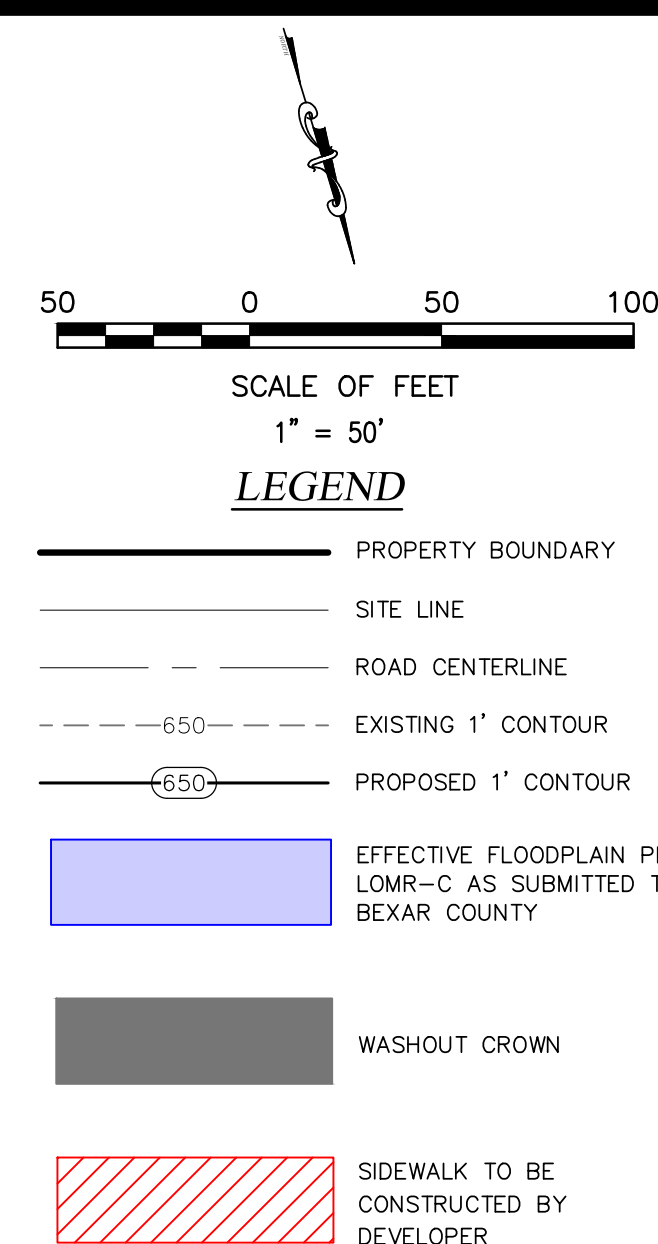 NORTH
50 0 50 100
SCALE OF FEET
1" = 50'
LEGEND
PROPERTY BOUNDARY
SITE LINE
ROAD CENTERLINE
650 EXISTING 1' CONTOUR
650 PROPOSED 1' CONTOUR
EFFECTIVE FLOODPLAIN
LOMR-C AS SUBMITTED
BEXAR COUNTY
WASHOUT CROWN
SIDEWALK TO BE
CONSTRUCTED BY
DEVELOPER